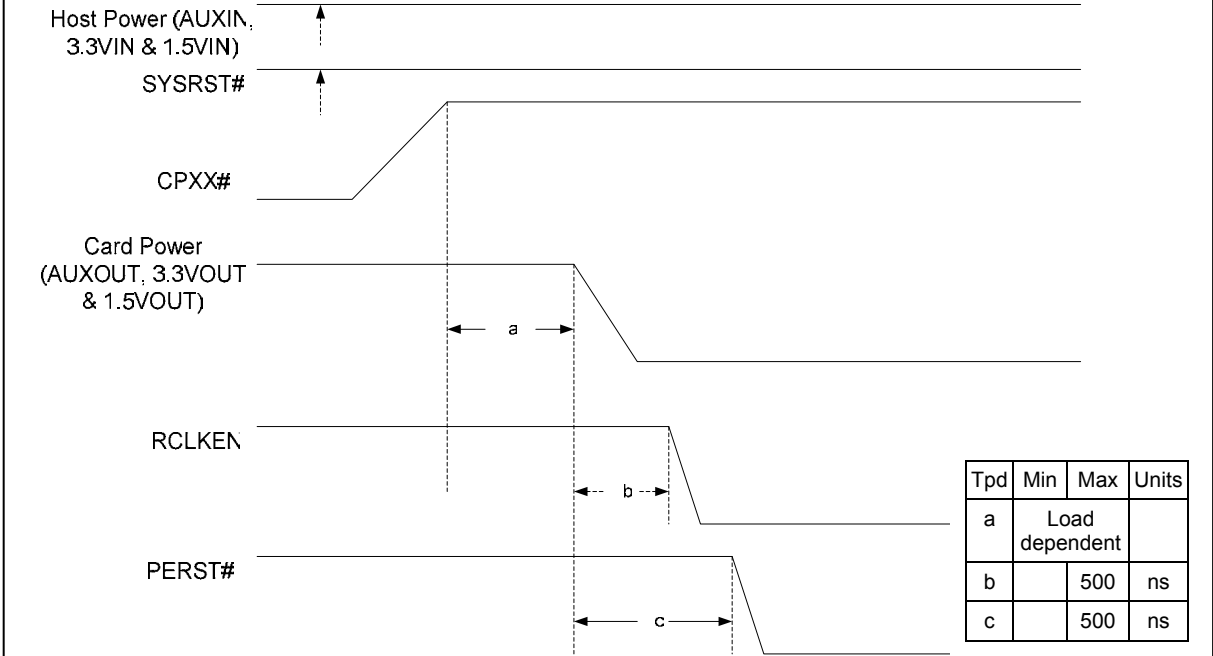 Host Power (AUXIN,
3.3VIN & 1.5VIN)
SYSRST#
CPXX#
Card Power
(AUXOUT, 3.3VOUT
& 1.5VOUT)
a
RCLKEN
b
PERST#
c
Tpd Min Max Units
a Load
dependent
b 500 ns
c 500 ns